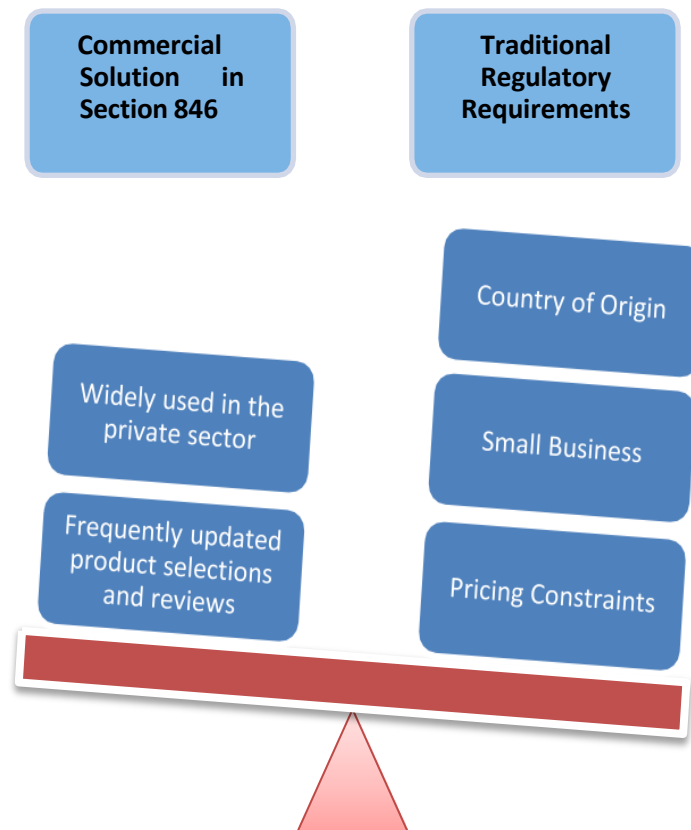 Commercial
Solution in
Section 846
Traditional
Regulatory
Requirements
Widely used in the
private sector
Frequently updated
product selections
and reviews
Country of Origin
Small Business
Pricing Constraints